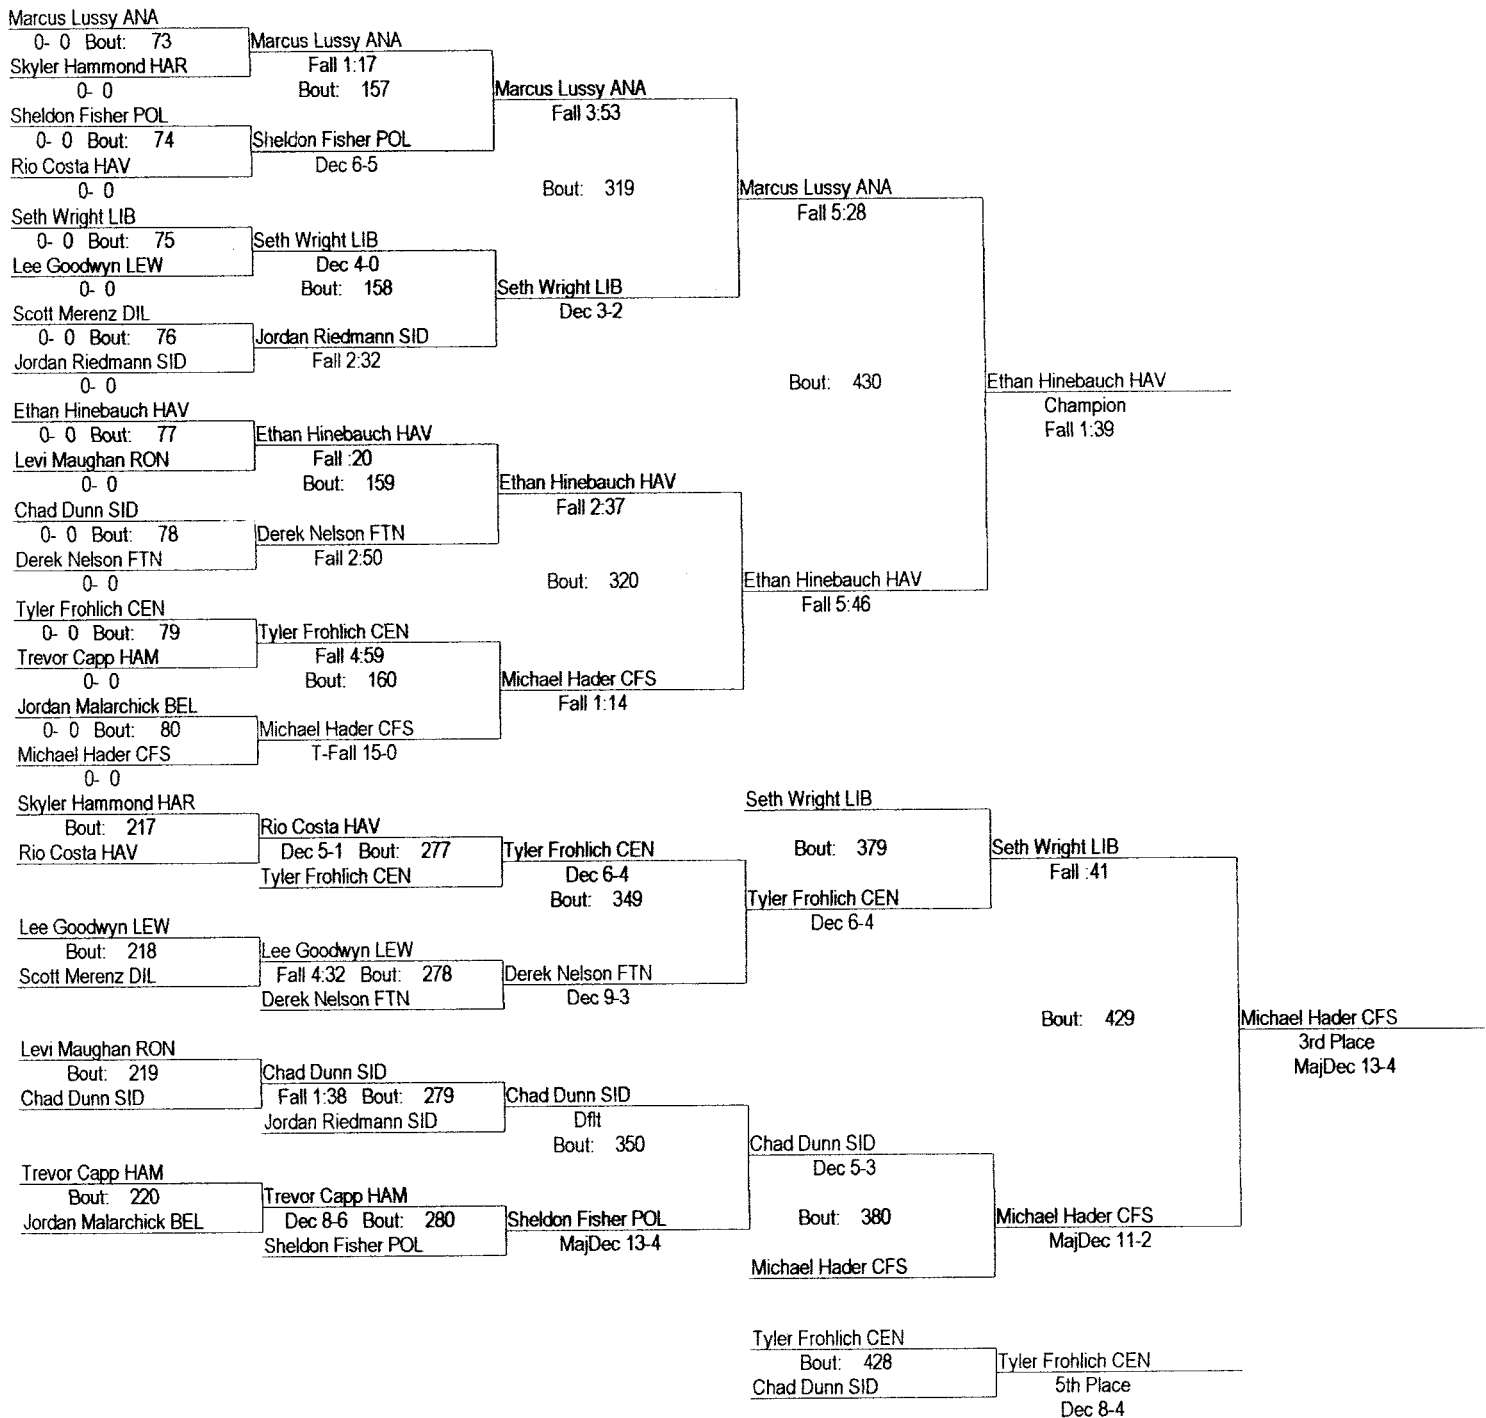 Marcus Lussy ANA
0- 0 Bout: 73
Skyler Hammond HAR
0- 0
Sheldon Fisher POL
0- 0 Bout: 74
Rio Costa HAV
0- 0
Seth Wright LIB
0- 0 Bout: 75
Lee Goodwyn LEW
0- 0
Scott Merenz DIL
0- 0 Bout: 76
Jordan Riedmann SID
0- 0
Ethan Hinebauch HAV
0- 0 Bout: 77
Levi Maughan RON
0- 0
Chad Dunn SID
0- 0 Bout: 78
Derek Nelson FTN
0- 0
Tyler Frohlich CEN
0- 0 Bout: 79
Trevor Capp HAM
0- 0
Jordan Malarchick BEL
0- 0 Bout: 80
Michael Hader CFS
0- 0
Marcus Lussy ANA
Fall 1:17
Bout: 157
Sheldon Fisher POL
Dec 6-5
Seth Wright LIB
Dec 4-0
Bout: 158
Jordan Riedmann SID
Fall 2:32
Ethan Hinebauch HAV
Fall :20
Bout: 159
Derek Nelson FTN
Fall 2:50
Tyler Frohlich CEN
Fall 4:59
Bout: 160
Michael Hader CFS
T-Fall 15-0
Marcus Lussy ANA
Fall 3:53
Bout: 319
Seth Wright LIB
Dec 3-2
Ethan Hinebauch HAV
Fall 2:37
Bout: 320
Michael Hader CFS
Fall 1:14
Marcus Lussy ANA
Fall 5:28
Bout: 430
Ethan Hinebauch HAV
Fall 5:46
Ethan Hinebauch HAV
Champion
Fall 1:39
Skyler Hammond HAR
Bout: 217
Rio Costa HAV
Lee Goodwyn LEW
Bout: 218
Scott Merenz DIL
Levi Maughan RON
Bout: 219
Chad Dunn SID
Trevor Capp HAM
Bout: 220
Jordan Malarchick BEL
Rio Costa HAV
Dec 5-1 Bout: 277
Tyler Frohlich CEN
Lee Goodwyn LEW
Fall 4:32 Bout: 278
Derek Nelson FTN
Chad Dunn SID
Fall 1:38 Bout: 279
Jordan Riedmann SID
Trevor Capp HAM
Dec 8-6 Bout: 280
Sheldon Fisher POL
Tyler Frohlich CEN
Dec 6-4
Bout: 349
Derek Nelson FTN
Dec 9-3
Chad Dunn SID
Dflt
Bout: 350
Sheldon Fisher POL
MajDec 13-4
Seth Wright LIB
Bout: 379
Tyler Frohlich CEN
Dec 6-4
Chad Dunn SID
Dec 5-3
Bout: 380
Michael Hader CFS
Seth Wright LIB
Fall :41
Bout: 429
Michael Hader CFS
MajDec 11-2
Michael Hader CFS
3rd Place
MajDec 13-4
Tyler Frohlich CEN
Bout: 428
Chad Dunn SID
Tyler Frohlich CEN
5th Place
Dec 8-4